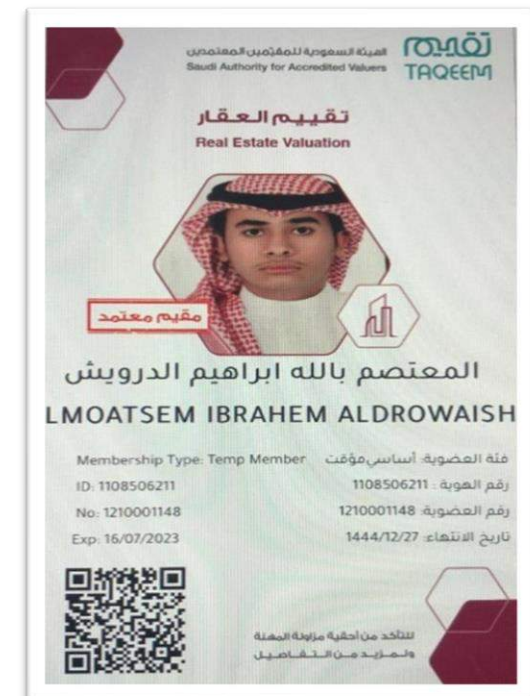 تقييم
TAQEEM
الهيئة السعودية للمقيّمين المعتمدين
Saudi Authority for Accredited Valuers
تقييم العقار
Real Estate Valuation
مقيم معتمد
المعتصم بالله ابراهيم الدرويش
LMOATSEM IBRAHEM ALDROWAISH
فئة العضوية: أساسي مؤقت Membership Type: Temp Member
رقم الهوية : 1108506211 ID: 1108506211
رقم العضوية: 1210001148 No: 1210001148
تاريخ الانتهاء: 1444/12/27 Exp: 16/07/2023
للتأكد من أحقية مزاولة المهنة
ولمزيد من التفاصيل